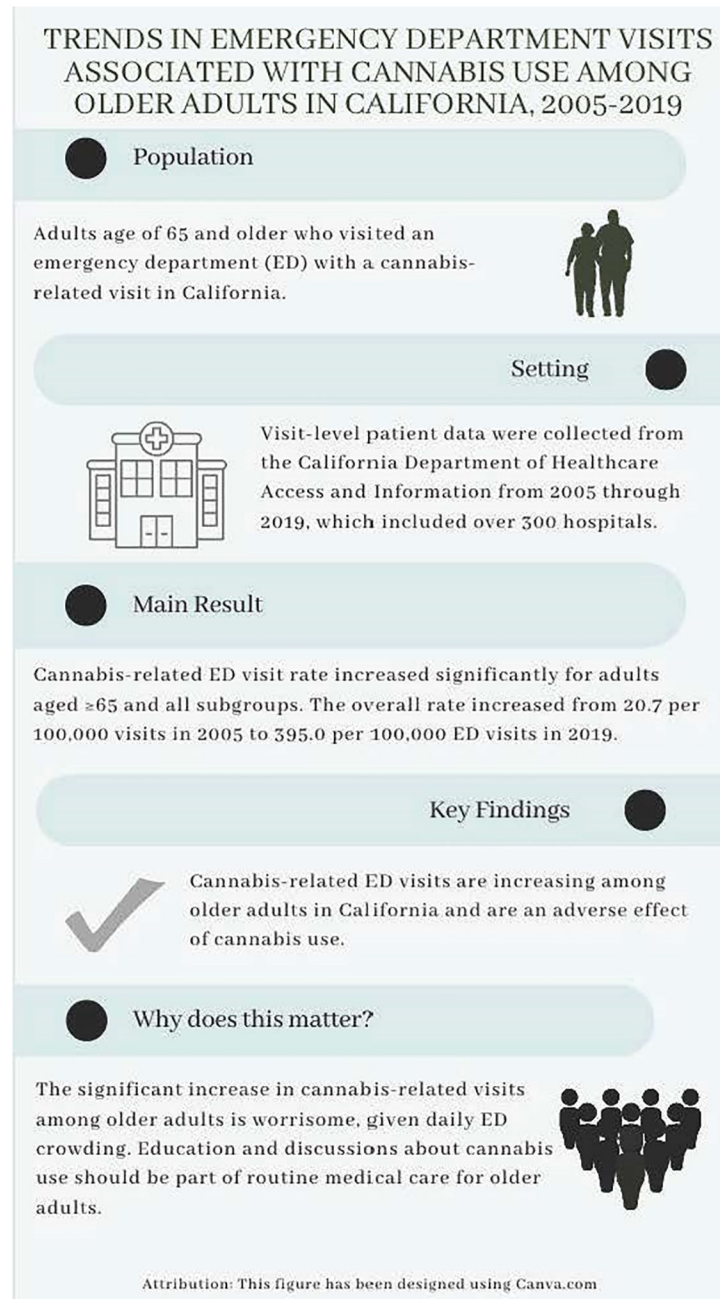 TRENDS IN EMERGENCY DEPARTMENT VISITS
ASSOCIATED WITH CANNABIS USE AMONG
OLDER ADULTS IN CALIFORNIA, 2005-2019
Population
Adults age of 65 and older who visited an
emergency department (ED) with a cannabis-
related visit in California.
Setting
Visit-level patient data were collected from
the California Department of Healthcare
Access and Information from 2005 through
2019, which included over 300 hospitals.
Main Result
Cannabis-related ED visit rate increased significantly for adults
aged ≥65 and all subgroups. The overall rate increased from 20.7 per
100,000 visits in 2005 to 395.0 per 100,000 ED visits in 2019.
Key Findings
Cannabis-related ED visits are increasing among
older adults in California and are an adverse effect
of cannabis use.
Why does this matter?
The significant increase in cannabis-related visits
among older adults is worrisome, given daily ED
crowding. Education and discussions about cannabis
use should be part of routine medical care for older
adults.
Attribution: This figure has been designed using Canva.com